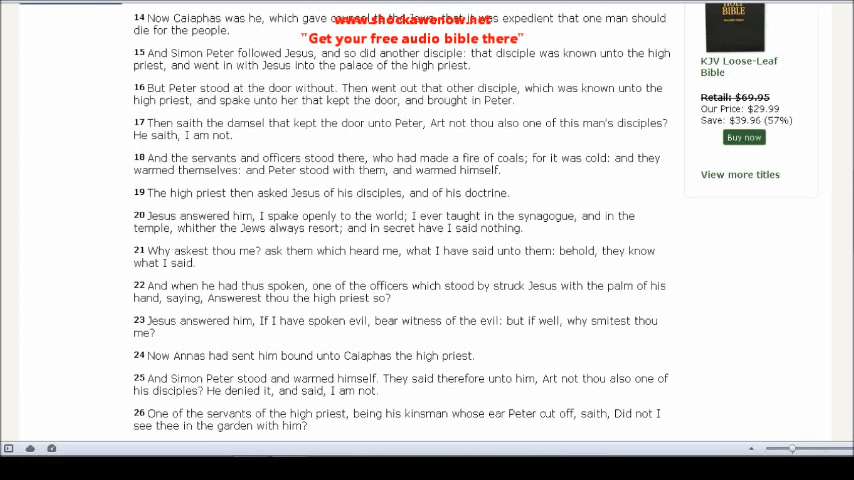 www.shockawenow.net
"Get your free audio bible there"
14 Now Caiaphas was he, which gave counsel to the Jews, that it was expedient that one man should
die for the people.
15 And Simon Peter followed Jesus, and so did another disciple: that disciple was known unto the high
priest, and went in with Jesus into the palace of the high priest.
16 But Peter stood at the door without. Then went out that other disciple, which was known unto the
high priest, and spake unto her that kept the door, and brought in Peter.
17 Then saith the damsel that kept the door unto Peter, Art not thou also one of this man's disciples?
He saith, I am not.
18 And the servants and officers stood there, who had made a fire of coals; for it was cold: and they
warmed themselves: and Peter stood with them, and warmed himself.
19 The high priest then asked Jesus of his disciples, and of his doctrine.
20 Jesus answered him, I spake openly to the world; I ever taught in the synagogue, and in the
temple, whither the Jews always resort; and in secret have I said nothing.
21 Why askest thou me? ask them which heard me, what I have said unto them: behold, they know
what I said.
22 And when he had thus spoken, one of the officers which stood by struck Jesus with the palm of his
hand, saying, Answerest thou the high priest so?
23 Jesus answered him, If I have spoken evil, bear witness of the evil: but if well, why smitest thou
me?
24 Now Annas had sent him bound unto Caiaphas the high priest.
25 And Simon Peter stood and warmed himself. They said therefore unto him, Art not thou also one of
his disciples? He denied it, and said, I am not.
26 One of the servants of the high priest, being his kinsman whose ear Peter cut off, saith, Did not I
see thee in the garden with him?
HOLY
BIBLE
KJV Loose-Leaf
Bible
Retail: $69.95
Our Price: $29.99
Save: $39.96 (57%)
Buy now
View more titles